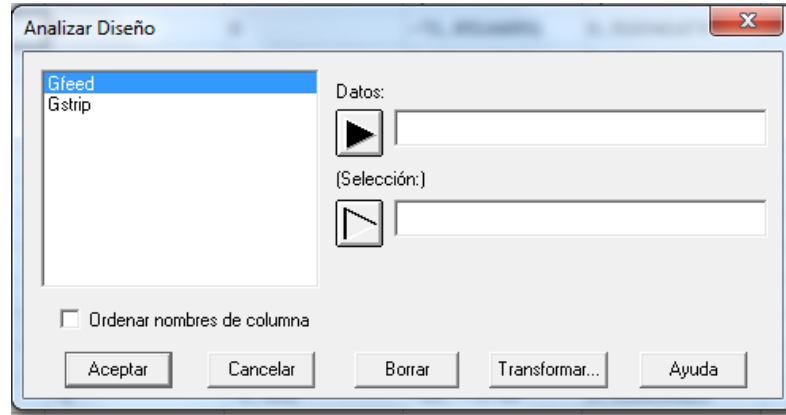 Analizar Diseño
Gfeed
Gstrip
Datos:
(Selección:)
Ordenar nombres de columna
Aceptar
Cancelar
Borrar
Transformar...
Ayuda